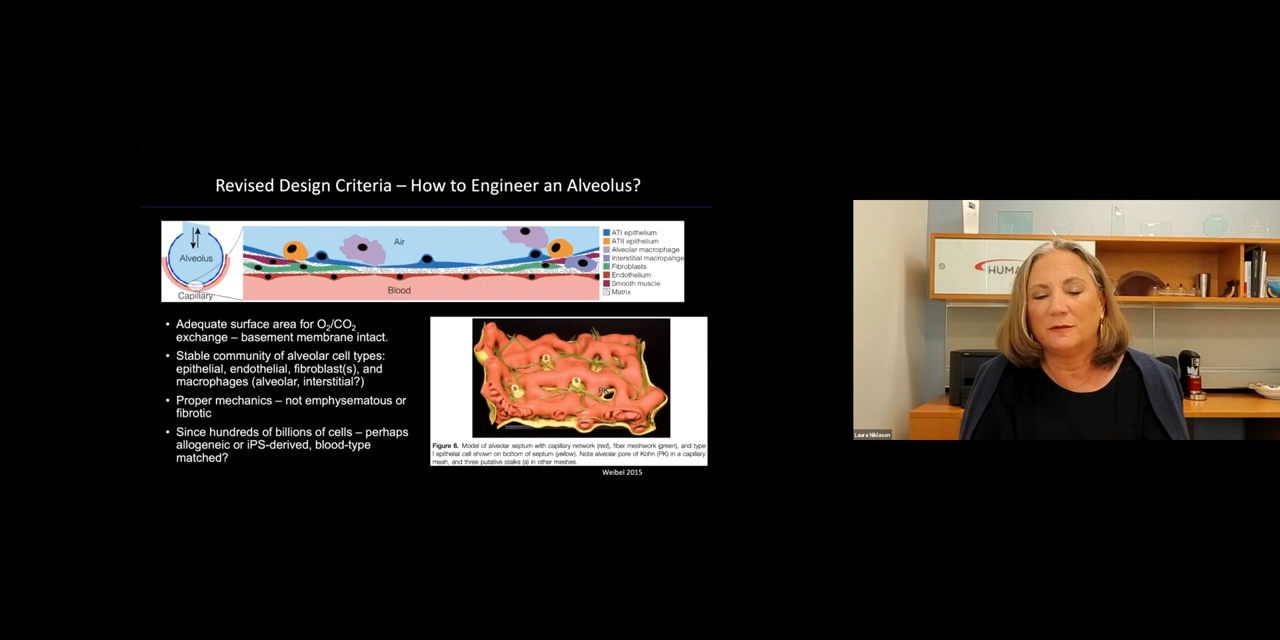 Revised Design Criteria – How to Engineer an Alveolus?
Alveolus
Capillary
Air
Blood
ATI epithelium
ATII epithelium
Alveolar macrophage
Interstitial macropahge
Fibroblasts
Endothelium
Smooth muscle
Matrix
• Adequate surface area for O₂/CO₂
exchange – basement membrane intact.
• Stable community of alveolar cell types:
epithelial, endothelial, fibroblast(s), and
macrophages (alveolar, interstitial?)
• Proper mechanics – not emphysematous or
fibrotic
• Since hundreds of billions of cells – perhaps
allogeneic or iPS-derived, blood-type
matched?
Figure 8. Model of alveolar septum with capillary network (red), fiber meshwork (green), and type
I epithelial cell shown on bottom of septum (yellow). Note alveolar pore of Kohn (PK) in a capillary
mesh, and three putative stalks (s) in other meshes.
Weibel 2015
HUMA
Laura Niklason